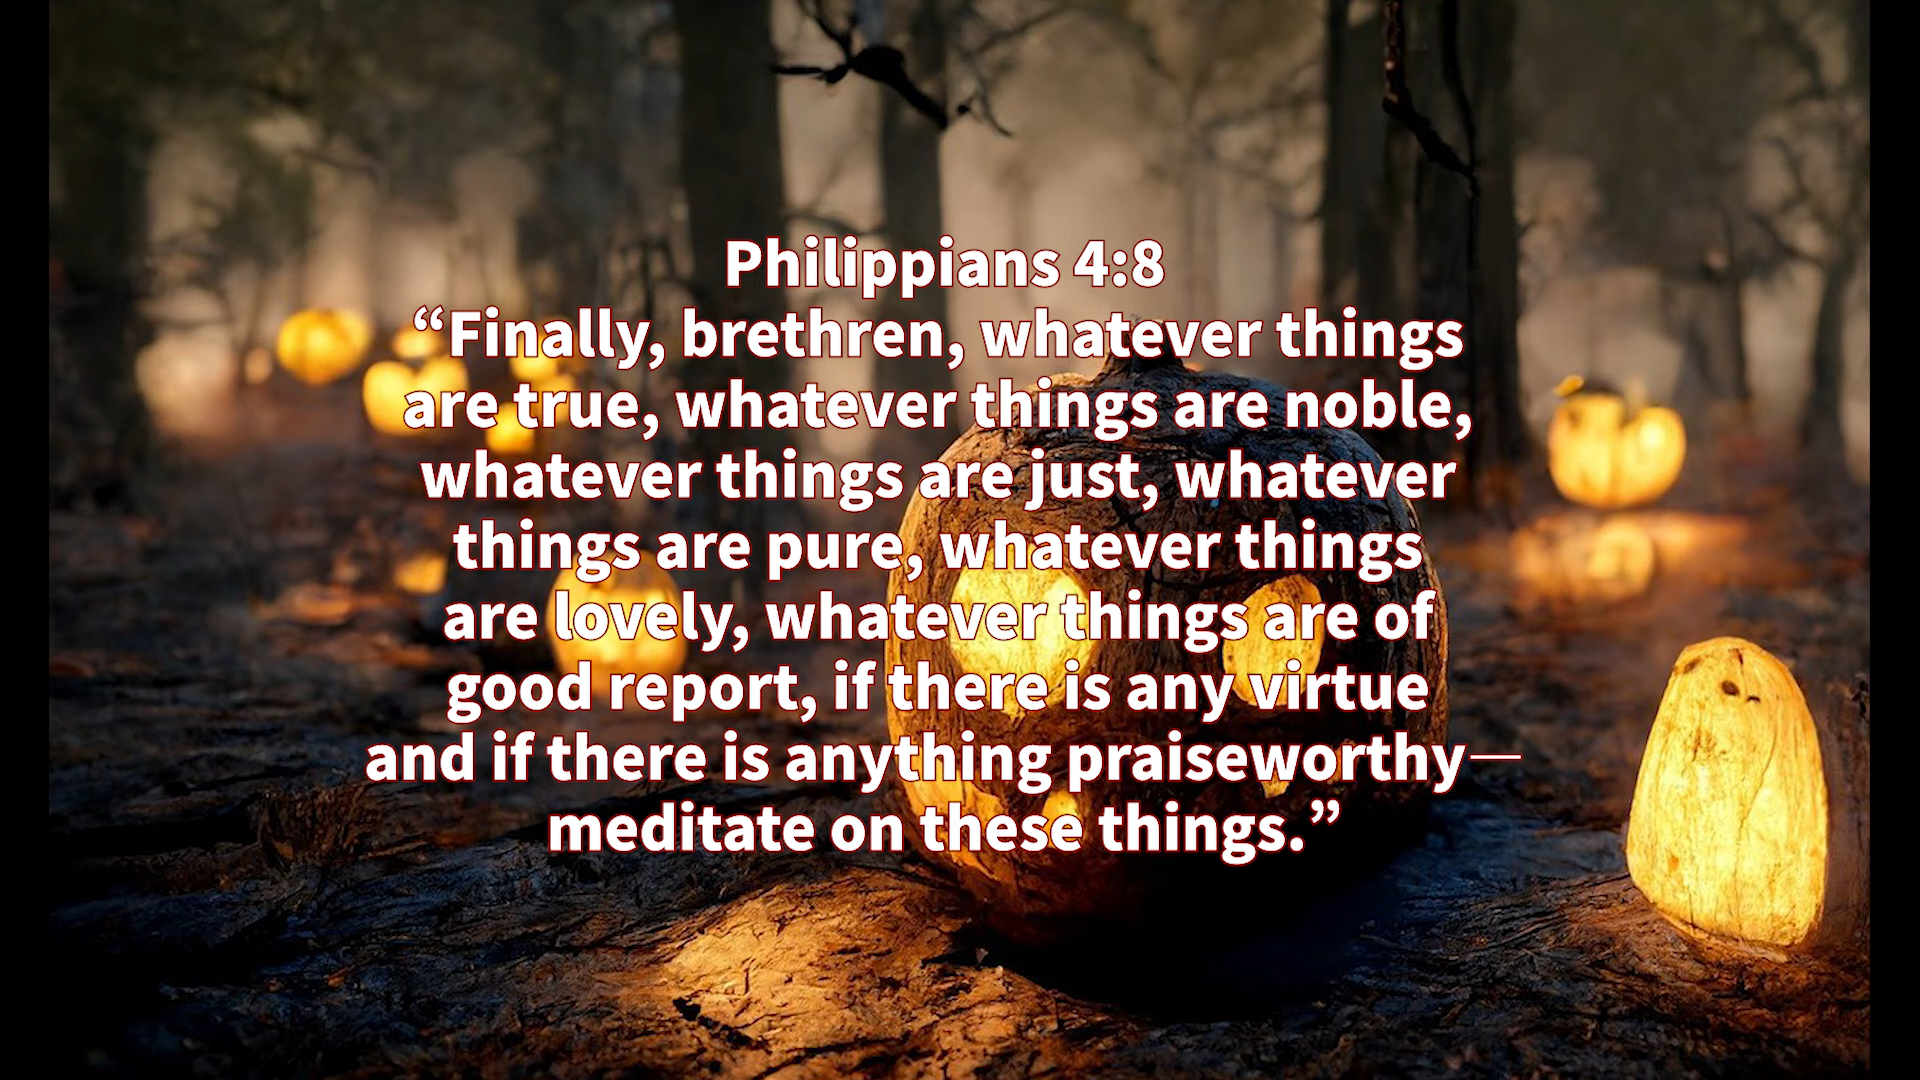 Philippians 4:8
“Finally, brethren, whatever things
are true, whatever things are noble,
whatever things are just, whatever
things are pure, whatever things
are lovely, whatever things are of
good report, if there is any virtue
and if there is anything praiseworthy—
meditate on these things.”